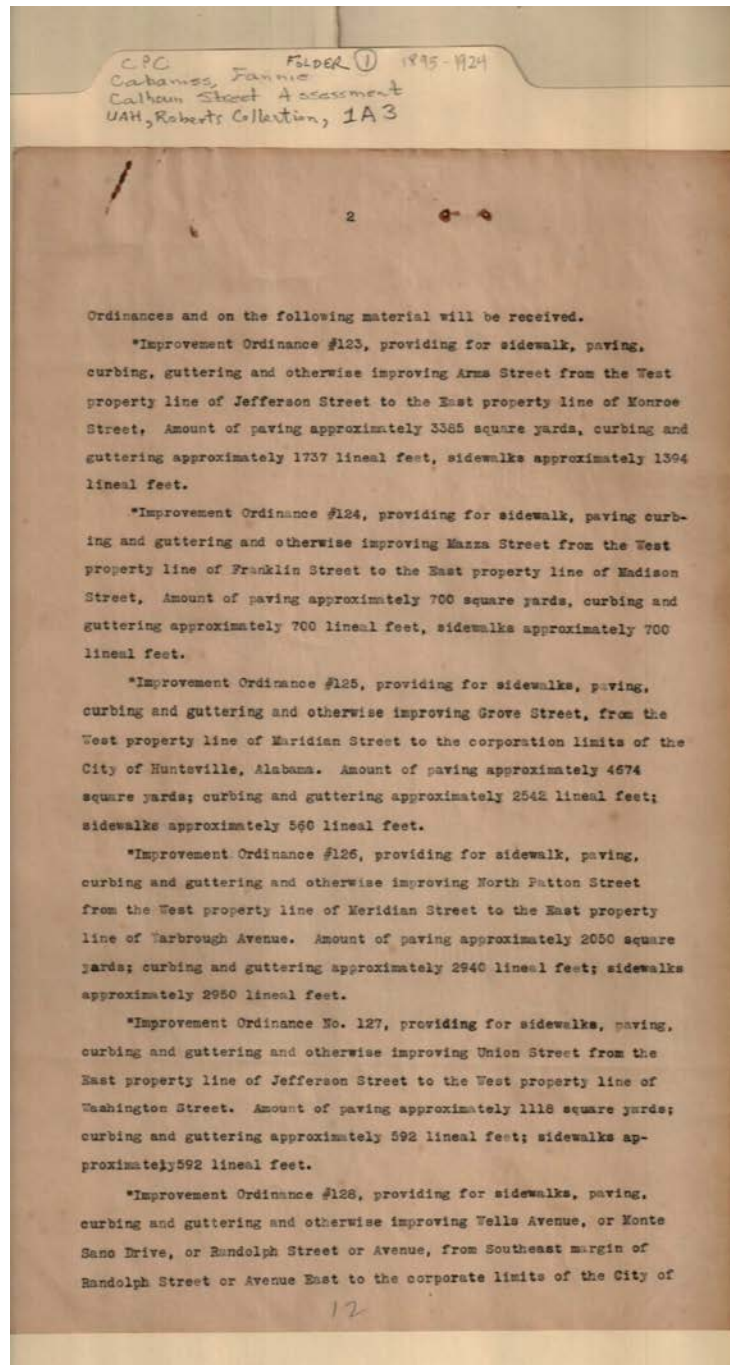 CPC FOLDER 1 1895-1924
Cabaniss, Fannie
Calhoun Street Assessment
UAH, Roberts Collection, 1A3
2
Ordinances and on the following material will be received.
"Improvement Ordinance #123, providing for sidewalk, paving,
curbing, guttering and otherwise improving Arms Street from the West
property line of Jefferson Street to the East property line of Monroe
Street, Amount of paving approximately 3385 square yards, curbing and
guttering approximately 1737 lineal feet, sidewalks approximately 1394
lineal feet.
"Improvement Ordinance #124, providing for sidewalk, paving curb-
ing and guttering and otherwise improving Mazza Street from the West
property line of Franklin Street to the East property line of Madison
Street, Amount of paving approximately 700 square yards, curbing and
guttering approximately 700 lineal feet, sidewalks approximately 700
lineal feet.
"Improvement Ordinance #125, providing for sidewalks, paving,
curbing and guttering and otherwise improving Grove Street, from the
West property line of Maridian Street to the corporation limits of the
City of Huntsville, Alabama. Amount of paving approximately 4674
square yards; curbing and guttering approximately 2542 lineal feet;
sidewalks approximately 560 lineal feet.
"Improvement Ordinance #126, providing for sidewalk, paving,
curbing and guttering and otherwise improving North Patton Street
from the West property line of Meridian Street to the East property
line of Yarbrough Avenue. Amount of paving approximately 2050 square
yards; curbing and guttering approximately 2940 lineal feet; sidewalks
approximately 2950 lineal feet.
"Improvement Ordinance No. 127, providing for sidewalks, paving,
curbing and guttering and otherwise improving Union Street from the
East property line of Jefferson Street to the West property line of
Washington Street. Amount of paving approximately 1118 square yards;
curbing and guttering approximately 592 lineal feet; sidewalks ap-
proximately592 lineal feet.
"Improvement Ordinance #128, providing for sidewalks, paving,
curbing and guttering and otherwise improving Wells Avenue, or Monte
Sano Drive, or Randolph Street or Avenue, from Southeast margin of
Randolph Street or Avenue East to the corporate limits of the City of
12